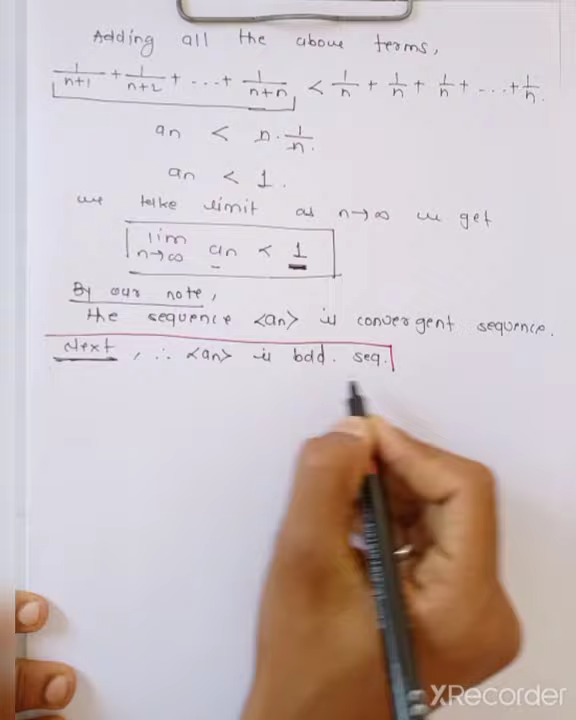 Adding all the above terms,
1/n+1 + 1/n+2 + ... + 1/n+n < 1/n + 1/n + 1/n + ... + 1/n.
an < n. 1/n.
an < 1.
we take limit as n→∞ we get
lim n→∞ an < 1
By our note,
the sequence <an> is convergent sequence.
Next, ∴ <an> is bdd. seq.
XRecorder